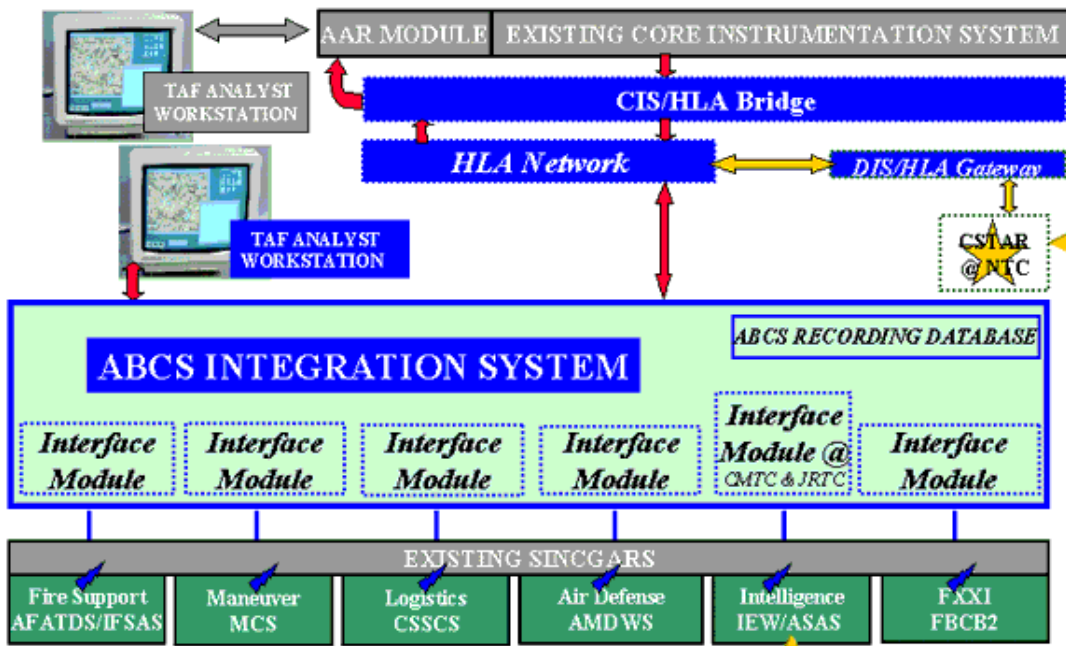 AAR MODULE
EXISTING CORE INSTRUMENTATION SYSTEM
TAF ANALYST
WORKSTATION
CIS/HLA Bridge
HLA Network
DIS/HLA Gateway
TAF ANALYST
WORKSTATION
CSTAR
@ NTC
ABCS RECORDING DATABASE
ABCS INTEGRATION SYSTEM
Interface
Module
Interface
Module
Interface
Module
Interface
Module
Interface
Module @
CMTC & JRTC
Interface
Module
EXISTING SINCGARS
Fire Support
AFATDS/IFSAS
Maneuver
MCS
Logistics
CSSCS
Air Defense
AMDWS
Intelligence
IEW/ASAS
FXXI
FBCB2